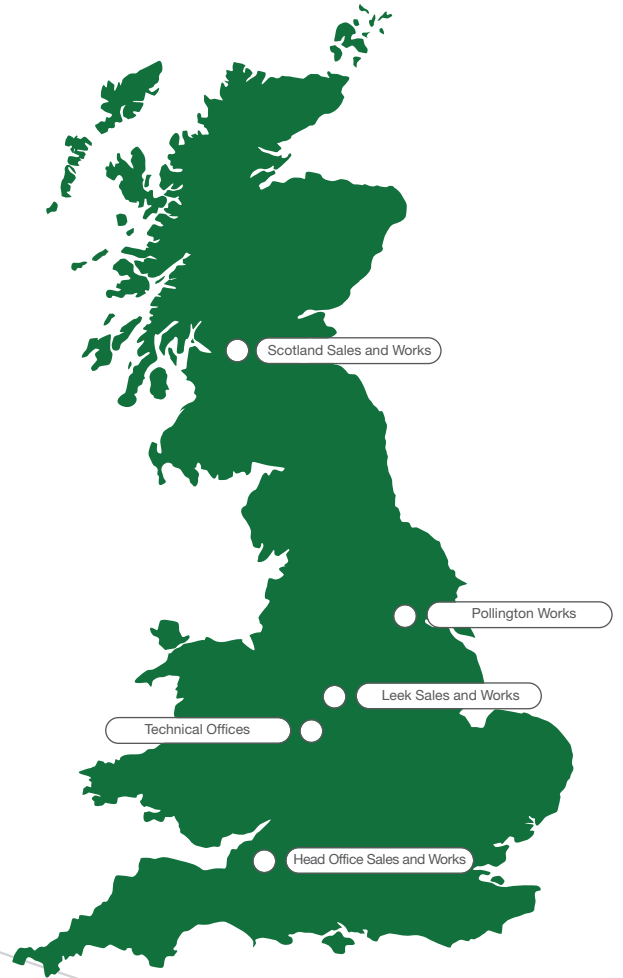 Scotland Sales and Works
Pollington Works
Leek Sales and Works
Technical Offices
Head Office Sales and Works